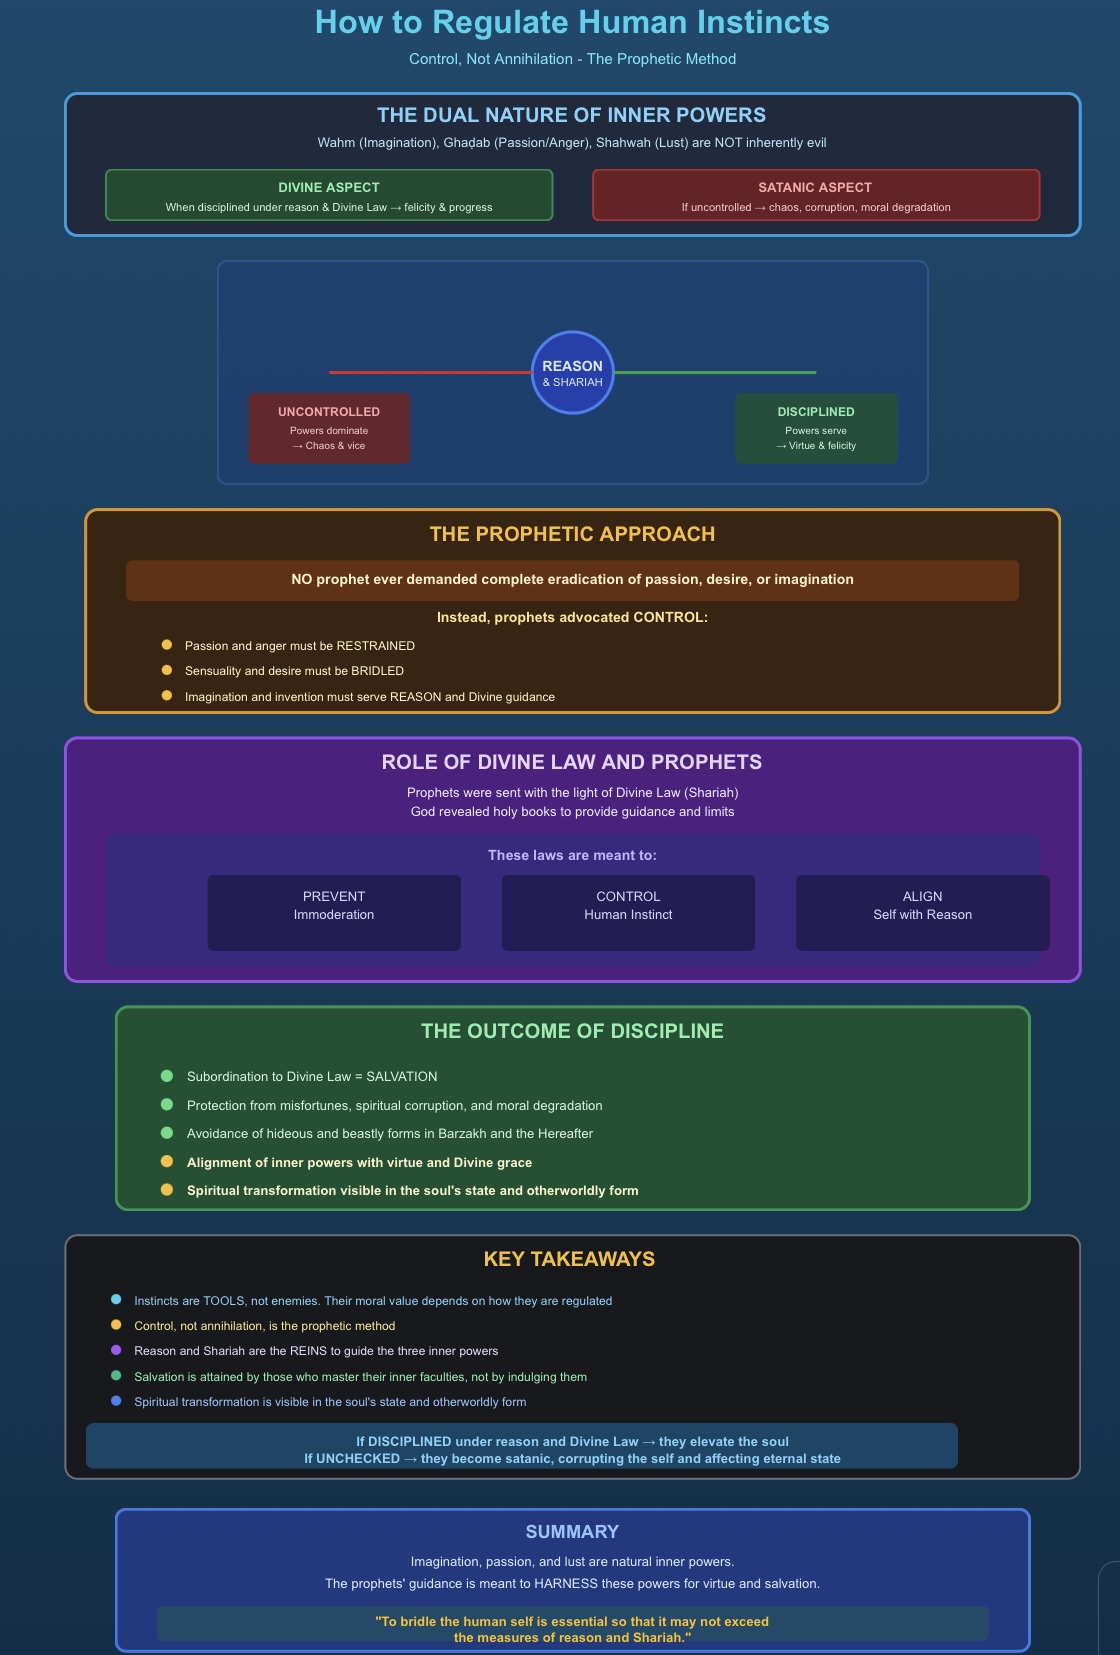 How to Regulate Human Instincts
Control, Not Annihilation - The Prophetic Method
THE DUAL NATURE OF INNER POWERS
Wahm (Imagination), Ghaḍab (Passion/Anger), Shahwah (Lust) are NOT inherently evil
DIVINE ASPECT
When disciplined under reason & Divine Law → felicity & progress
SATANIC ASPECT
If uncontrolled → chaos, corruption, moral degradation
REASON
& SHARIAH
UNCONTROLLED
Powers dominate
→ Chaos & vice
DISCIPLINED
Powers serve
→ Virtue & felicity
THE PROPHETIC APPROACH
NO prophet ever demanded complete eradication of passion, desire, or imagination
Instead, prophets advocated CONTROL:
Passion and anger must be RESTRAINED
Sensuality and desire must be BRIDLED
Imagination and invention must serve REASON and Divine guidance
ROLE OF DIVINE LAW AND PROPHETS
Prophets were sent with the light of Divine Law (Shariah)
God revealed holy books to provide guidance and limits
These laws are meant to:
PREVENT
Immoderation
CONTROL
Human Instinct
ALIGN
Self with Reason
THE OUTCOME OF DISCIPLINE
Subordination to Divine Law = SALVATION
Protection from misfortunes, spiritual corruption, and moral degradation
Avoidance of hideous and beastly forms in Barzakh and the Hereafter
Alignment of inner powers with virtue and Divine grace
Spiritual transformation visible in the soul's state and otherworldly form
KEY TAKEAWAYS
Instincts are TOOLS, not enemies. Their moral value depends on how they are regulated
Control, not annihilation, is the prophetic method
Reason and Shariah are the REINS to guide the three inner powers
Salvation is attained by those who master their inner faculties, not by indulging them
Spiritual transformation is visible in the soul's state and otherworldly form
If DISCIPLINED under reason and Divine Law → they elevate the soul
If UNCHECKED → they become satanic, corrupting the self and affecting eternal state
SUMMARY
Imagination, passion, and lust are natural inner powers.
The prophets' guidance is meant to HARNESS these powers for virtue and salvation.
"To bridle the human self is essential so that it may not exceed
the measures of reason and Shariah."